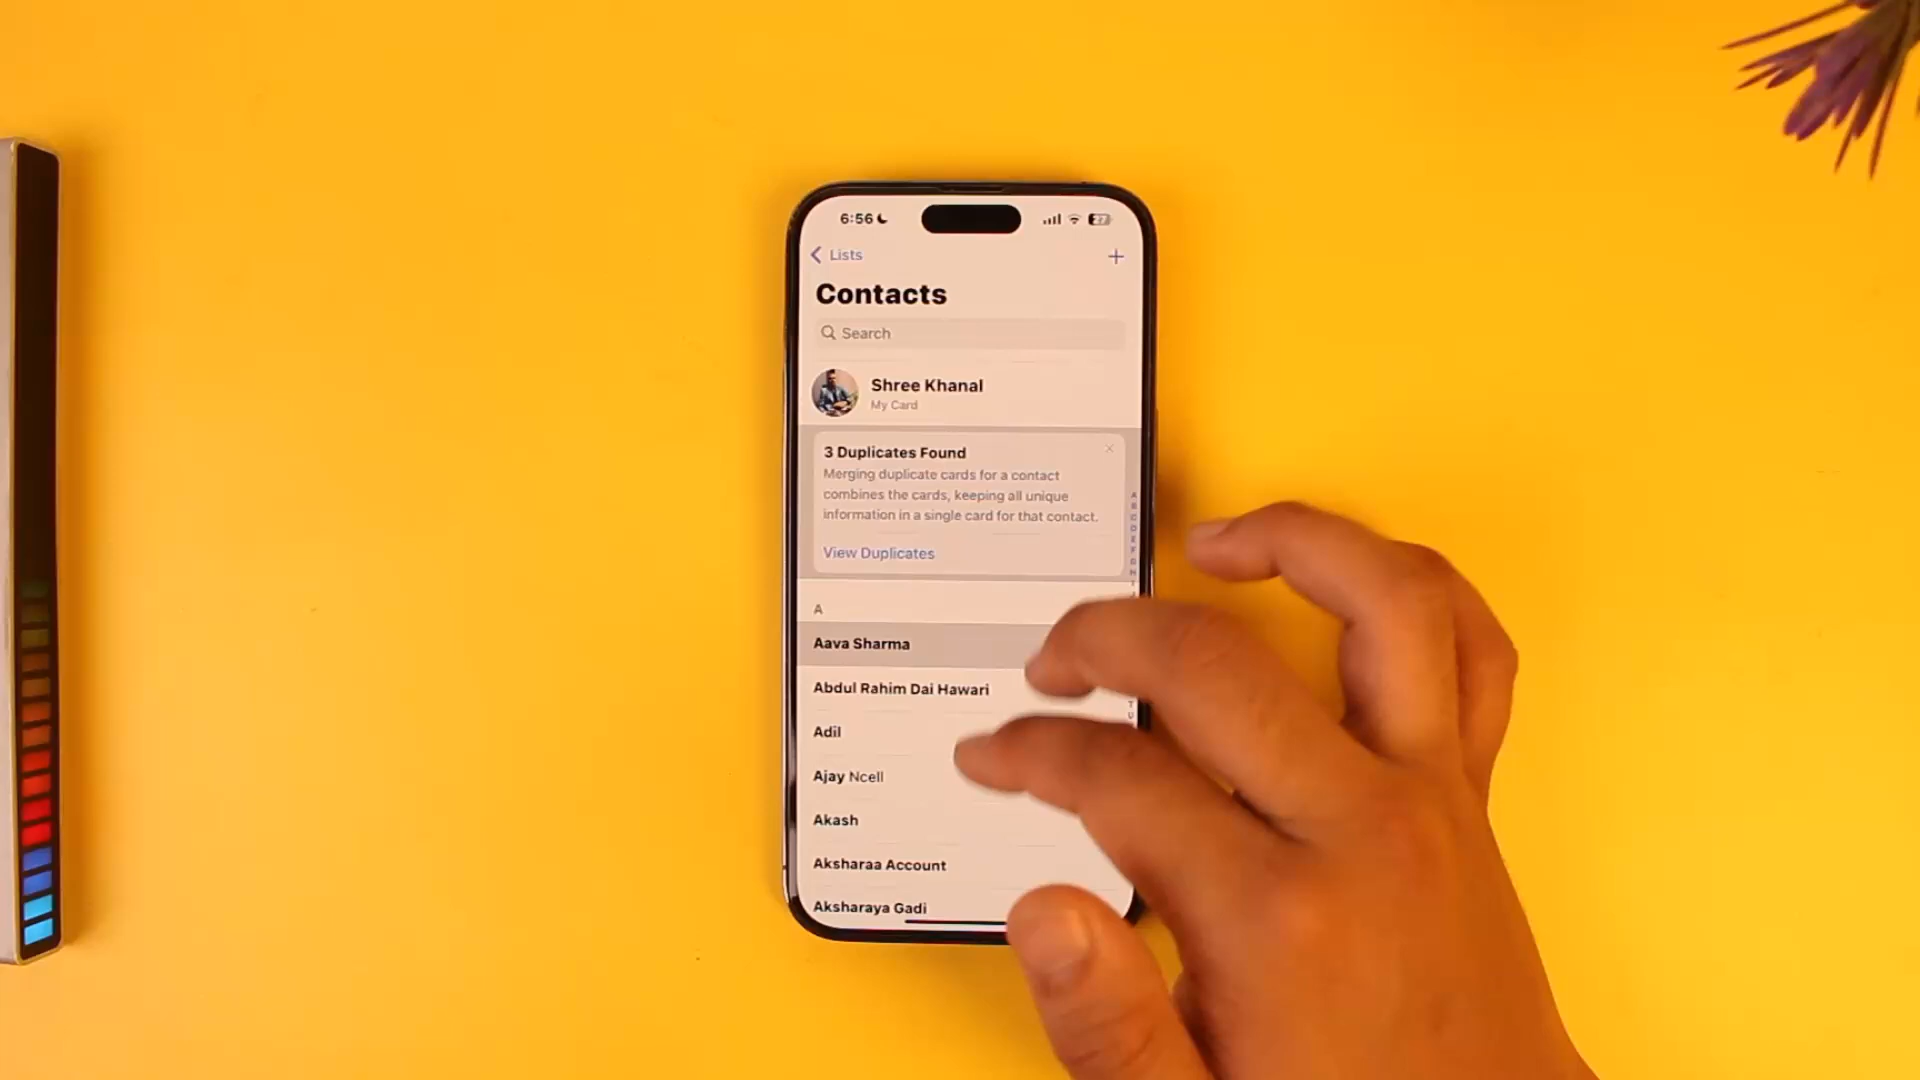 6:56
27
Lists
Contacts
Search
Shree Khanal
My Card
3 Duplicates Found
Merging duplicate cards for a contact
combines the cards, keeping all unique
information in a single card for that contact.
View Duplicates
A
Aava Sharma
Abdul Rahim Dai Hawari
Adil
Ajay Ncell
Akash
Aksharaa Account
Aksharaya Gadi
A
B
C
D
E
F
G
H
I
T
U